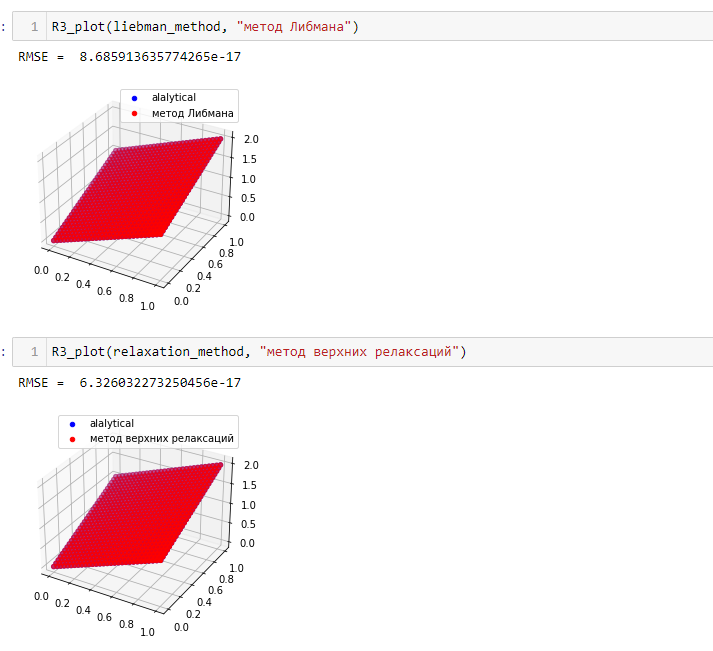 : 1 R3_plot(liebman_method, "метод Либмана")
RMSE =  8.685913635774265e-17
alalytical
метод Либмана
2.0
1.5
1.0
0.5
0.0
0.0 0.2 0.4 0.6 0.8 1.0
0.0 0.2 0.4 0.6 0.8 1.0
: 1 R3_plot(relaxation_method, "метод верхних релаксаций")
RMSE =  6.326032273250456e-17
alalytical
метод верхних релаксаций
2.0
1.5
1.0
0.5
0.0
0.0 0.2 0.4 0.6 0.8 1.0
0.0 0.2 0.4 0.6 0.8 1.0